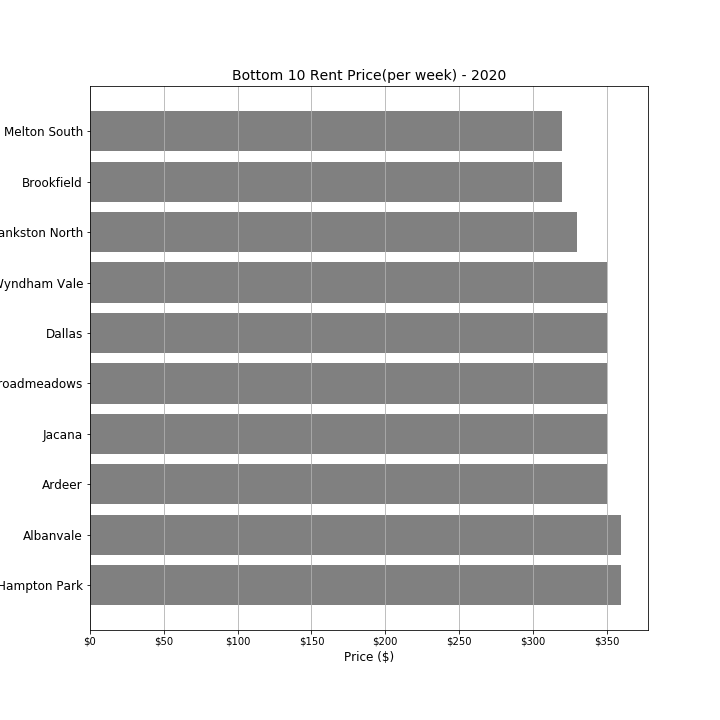 Bottom 10 Rent Price(per week) - 2020
Melton South
Brookfield
ankston North
Wyndham Vale
Dallas
roadmeadows
Jacana
Ardeer
Albanvale
Hampton Park
$0 $50 $100 $150 $200 $250 $300 $350
Price ($)